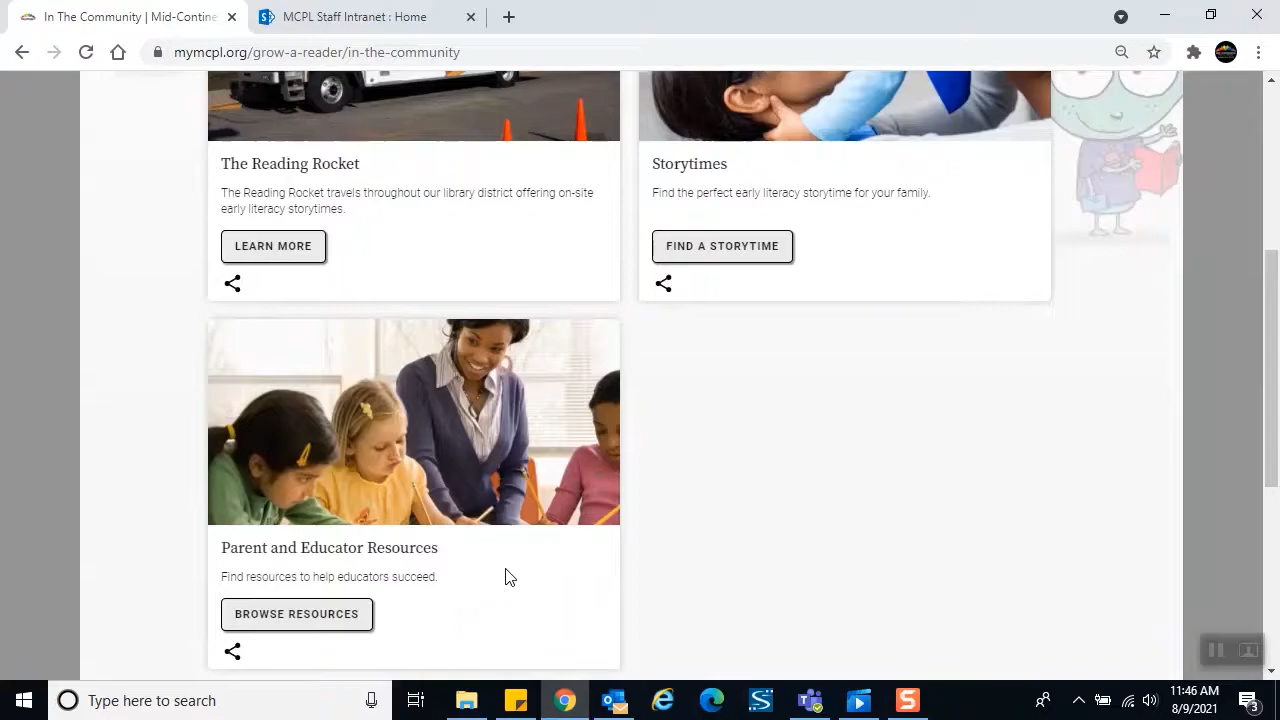 In The Community | Mid-Contine
MCPL Staff Intranet : Home
mymcpl.org/grow-a-reader/in-the-community
The Reading Rocket
The Reading Rocket travels throughout our library district offering on-site
early literacy storytimes.
LEARN MORE
Storytimes
Find the perfect early literacy storytime for your family.
FIND A STORYTIME
Parent and Educator Resources
Find resources to help educators succeed.
BROWSE RESOURCES
Type here to search
11:46 AM
8/9/2021
3